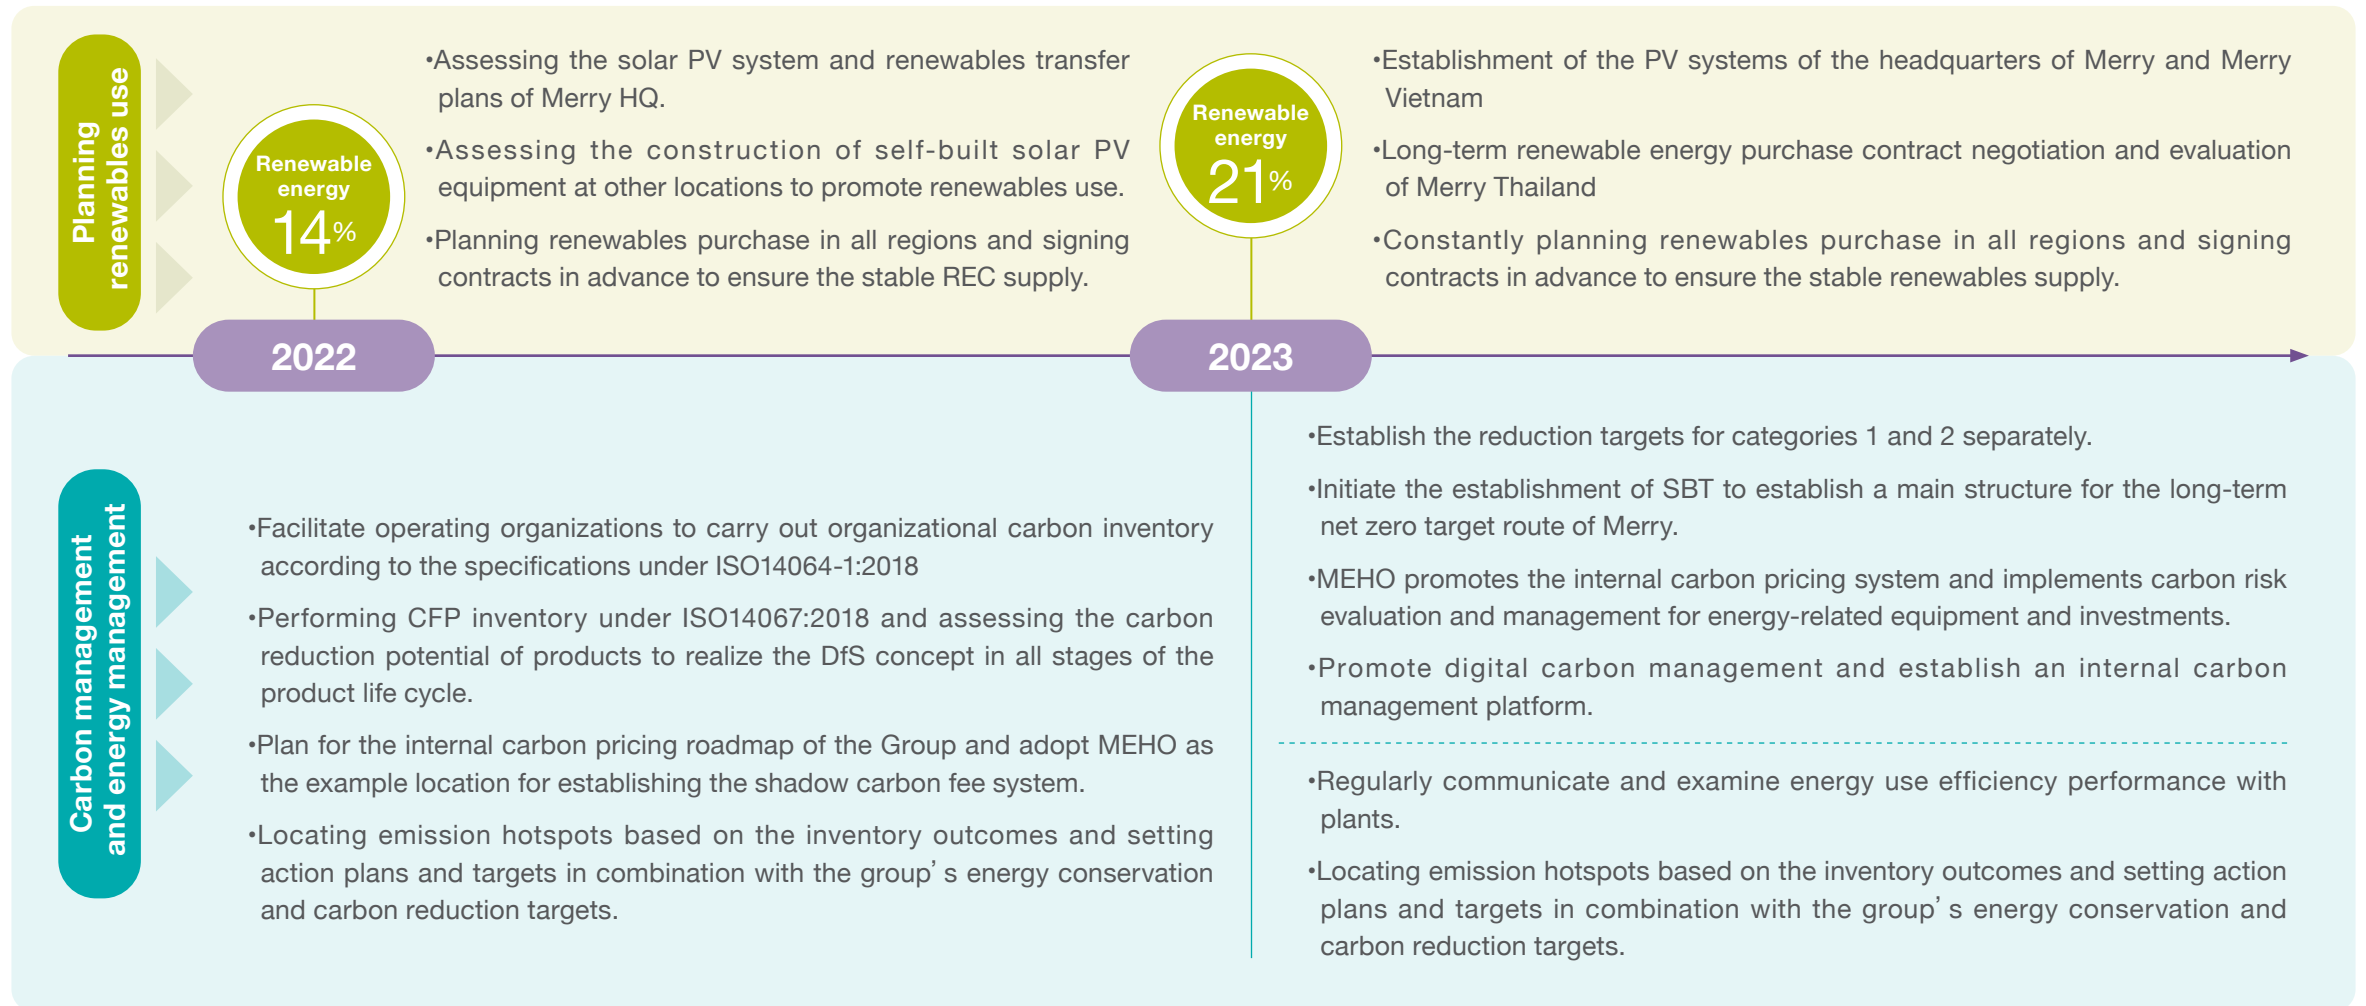 Planning
renewables use
Renewable
energy
14%
•Assessing the solar PV system and renewables transfer
plans of Merry HQ.
•Assessing the construction of self-built solar PV
equipment at other locations to promote renewables use.
•Planning renewables purchase in all regions and signing
contracts in advance to ensure the stable REC supply.
Renewable
energy
21%
•Establishment of the PV systems of the headquarters of Merry and Merry
Vietnam
•Long-term renewable energy purchase contract negotiation and evaluation
of Merry Thailand
•Constantly planning renewables purchase in all regions and signing
contracts in advance to ensure the stable renewables supply.
2022
2023
Carbon management
and energy management
•Facilitate operating organizations to carry out organizational carbon inventory
according to the specifications under ISO14064-1:2018
•Performing CFP inventory under ISO14067:2018 and assessing the carbon
reduction potential of products to realize the DfS concept in all stages of the
product life cycle.
•Plan for the internal carbon pricing roadmap of the Group and adopt MEHO as
the example location for establishing the shadow carbon fee system.
•Locating emission hotspots based on the inventory outcomes and setting
action plans and targets in combination with the group’s energy conservation
and carbon reduction targets.
•Establish the reduction targets for categories 1 and 2 separately.
•Initiate the establishment of SBT to establish a main structure for the long-term
net zero target route of Merry.
•MEHO promotes the internal carbon pricing system and implements carbon risk
evaluation and management for energy-related equipment and investments.
•Promote digital carbon management and establish an internal carbon
management platform.
•Regularly communicate and examine energy use efficiency performance with
plants.
•Locating emission hotspots based on the inventory outcomes and setting action
plans and targets in combination with the group’s energy conservation and
carbon reduction targets.